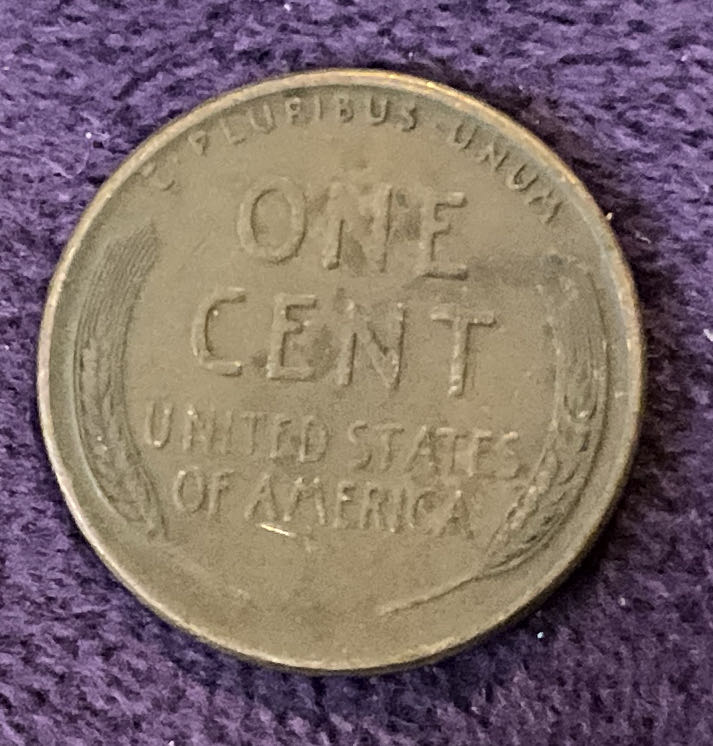 E · PLURIBUS · UNUM
ONE
CENT
UNITED STATES
OF AMERICA